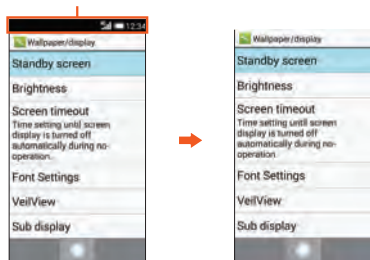 12:34
Wallpaper/display
Standby screen
Brightness
Screen timeout
Time setting until screen
display is turned off
automatically during no-
operation.
Font Settings
VeilView
Sub display
Wallpaper/display
Standby screen
Brightness
Screen timeout
Time setting until screen
display is turned off
automatically during no-
operation.
Font Settings
VeilView
Sub display